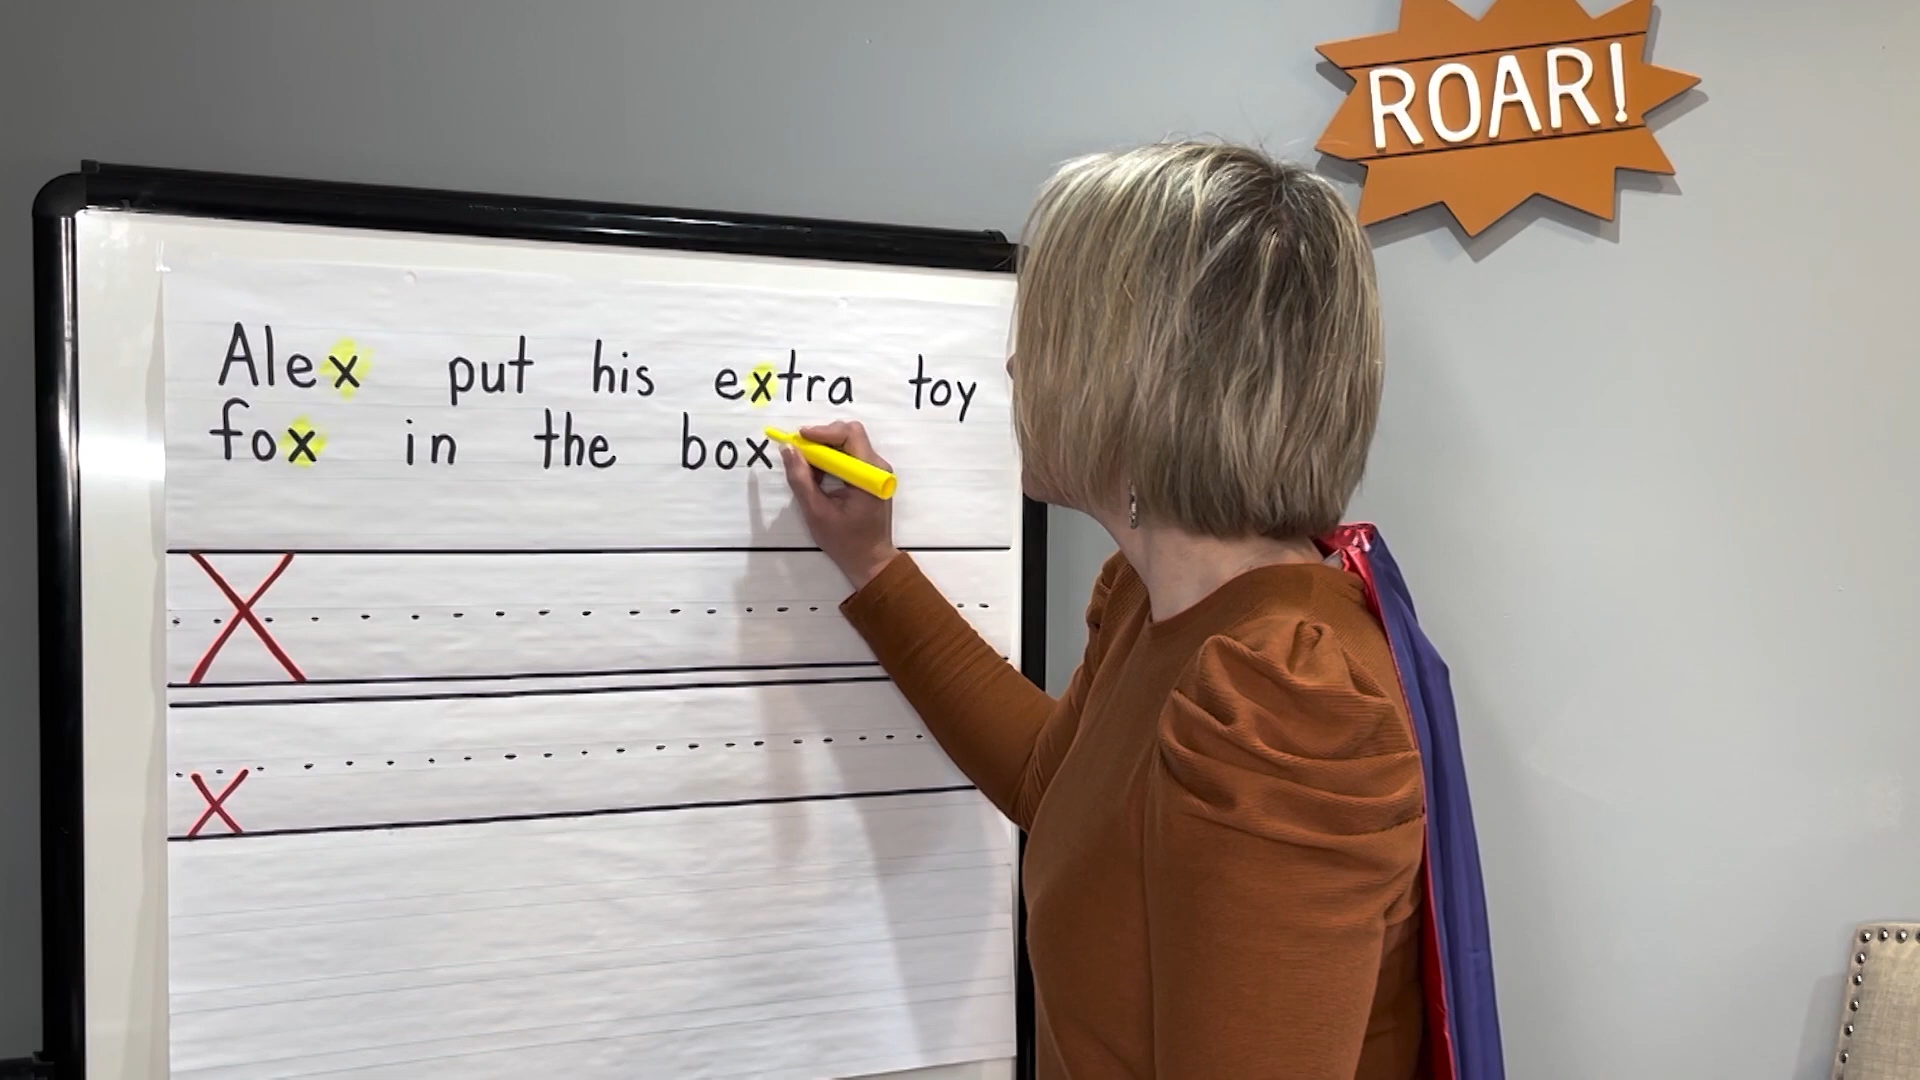 ROAR!
Alex put his extra toy
fox in the box
X
x